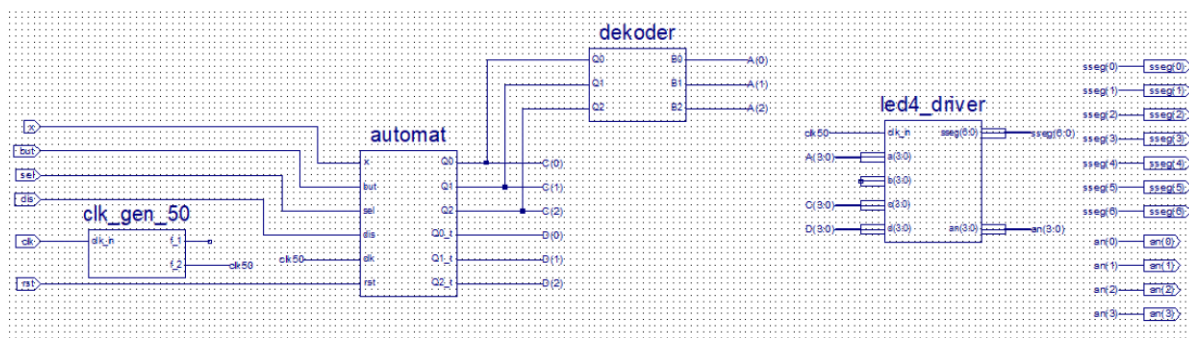 dekoder
Q0 B0 A(0)
Q1 B1 A(1)
Q2 B2 A(2)
automat
x x Q0 C(0)
but but Q1 C(1)
sel sel Q2 C(2)
dis dis Q0_t D(0)
clk50 clk Q1_t D(1)
rst rst Q2_t D(2)
clk_gen_50
clk clk_in f_1
f_2 clk50
led4_driver
clk50 clk_in sseg(6:0) sseg(6:0)
A(3:0) a(3:0)
b(3:0)
C(3:0) c(3:0)
D(3:0) d(3:0) an(3:0) an(3:0)
sseg(0) sseg(0)
sseg(1) sseg(1)
sseg(2) sseg(2)
sseg(3) sseg(3)
sseg(4) sseg(4)
sseg(5) sseg(5)
sseg(6) sseg(6)
an(0) an(0)
an(1) an(1)
an(2) an(2)
an(3) an(3)